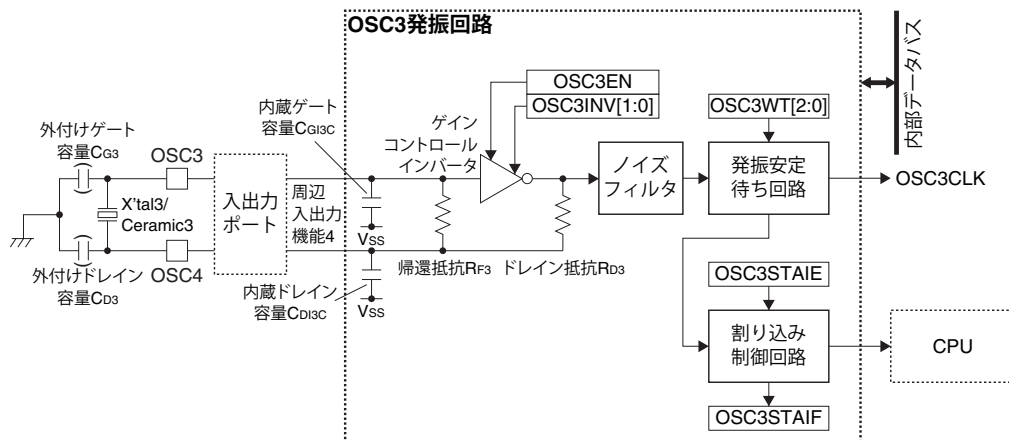 OSC3発振回路
内部データバス
OSC3EN
OSC3INV[1:0]
OSC3WT[2:0]
内蔵ゲート
容量CGI3C
ゲイン
コントロール
インバータ
外付けゲート
容量CG3
OSC3
X'tal3/
Ceramic3
入出力
ポート
周辺
入出力
機能4
VSS
ノイズ
フィルタ
発振安定
待ち回路
OSC3CLK
外付けドレイン
容量CD3
OSC4
内蔵ドレイン
容量CDI3C
VSS
帰還抵抗RF3
ドレイン抵抗RD3
OSC3STAIE
割り込み
制御回路
CPU
OSC3STAIF